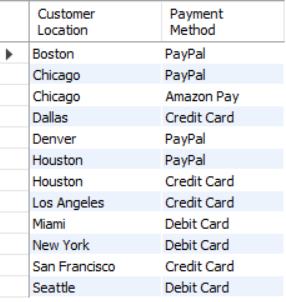 Customer Location Payment Method
Boston PayPal
Chicago PayPal
Chicago Amazon Pay
Dallas Credit Card
Denver PayPal
Houston PayPal
Houston Credit Card
Los Angeles Credit Card
Miami Debit Card
New York Debit Card
San Francisco Credit Card
Seattle Debit Card